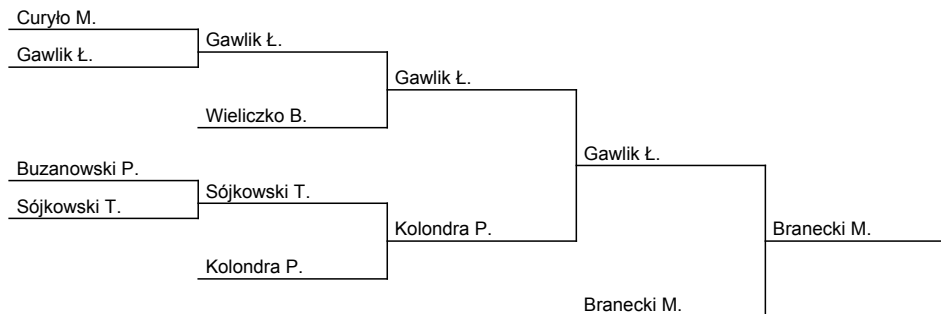 Curyło M.
Gawlik Ł.
Gawlik Ł.
Gawlik Ł.
Wieliczko B.
Gawlik Ł.
Buzanowski P.
Sójkowski T.
Sójkowski T.
Kolondra P.
Branecki M.
Kolondra P.
Branecki M.